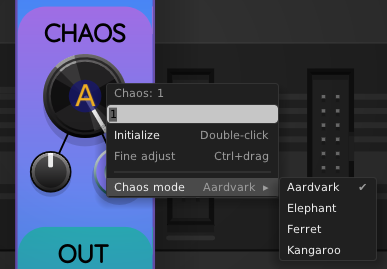 CHAOS
A
Chaos: 1
1
Initialize Double-click
Fine adjust Ctrl+drag
Chaos mode Aardvark ▸
Aardvark ✔
Elephant
Ferret
Kangaroo
OUT